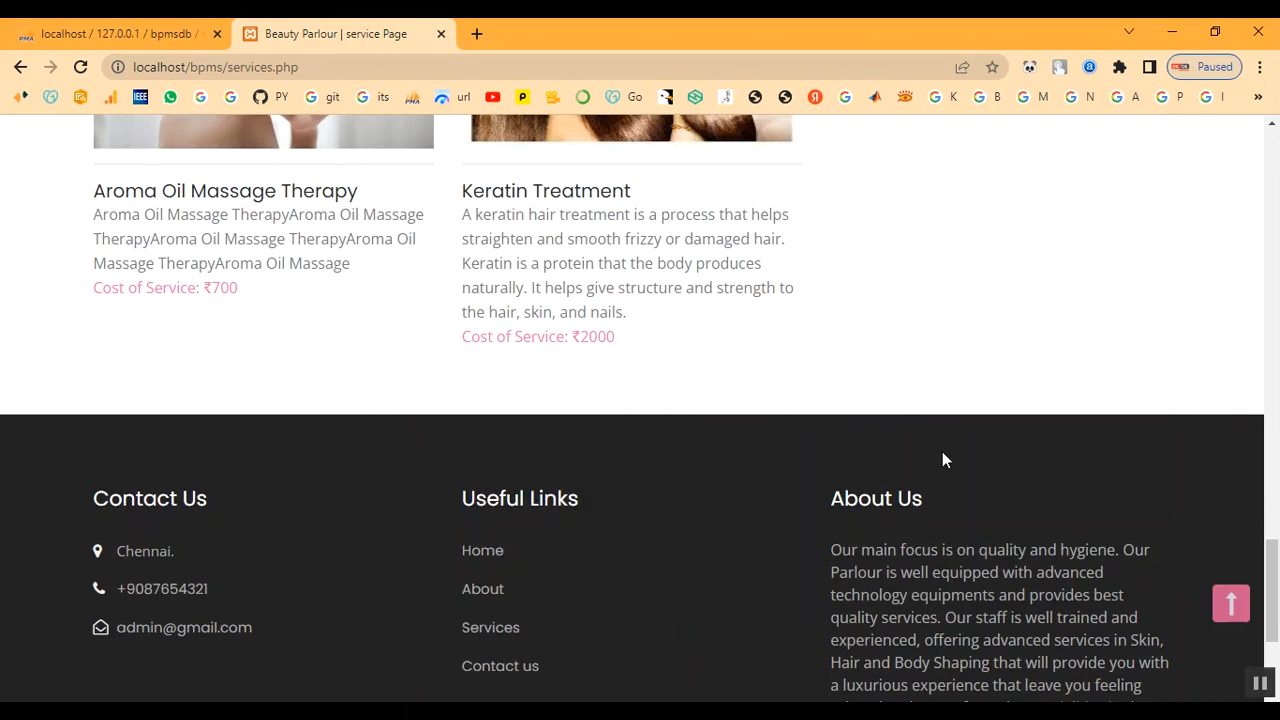 localhost / 127.0.0.1 / bpmsdb /
Beauty Parlour | service Page
localhost/bpms/services.php
Paused
IEEE PY git its url Go K B M N A P I
Aroma Oil Massage Therapy
Aroma Oil Massage TherapyAroma Oil Massage
TherapyAroma Oil Massage TherapyAroma Oil
Massage TherapyAroma Oil Massage
Cost of Service: ₹700
Keratin Treatment
A keratin hair treatment is a process that helps
straighten and smooth frizzy or damaged hair.
Keratin is a protein that the body produces
naturally. It helps give structure and strength to
the hair, skin, and nails.
Cost of Service: ₹2000
Contact Us
Chennai.
+9087654321
admin@gmail.com
Useful Links
Home
About
Services
Contact us
About Us
Our main focus is on quality and hygiene. Our
Parlour is well equipped with advanced
technology equipments and provides best
quality services. Our staff is well trained and
experienced, offering advanced services in Skin,
Hair and Body Shaping that will provide you with
a luxurious experience that leave you feeling